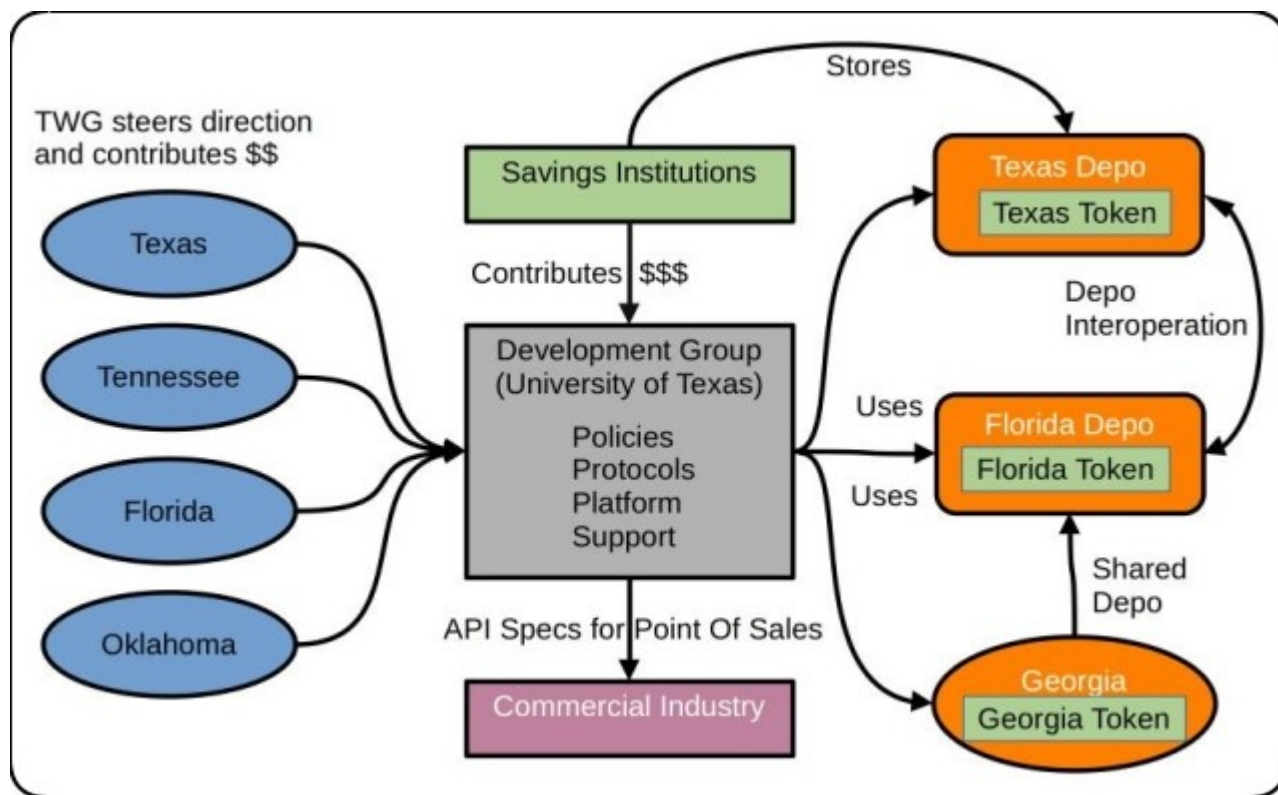 TWG steers direction
and contributes $$
Texas
Tennessee
Florida
Oklahoma
Stores
Savings Institutions
Contributes $$$
Development Group
(University of Texas)
Policies
Protocols
Platform
Support
API Specs for Point Of Sales
Commercial Industry
Texas Depo
Texas Token
Depo
Interoperation
Uses
Florida Depo
Florida Token
Uses
Shared
Depo
Georgia
Georgia Token